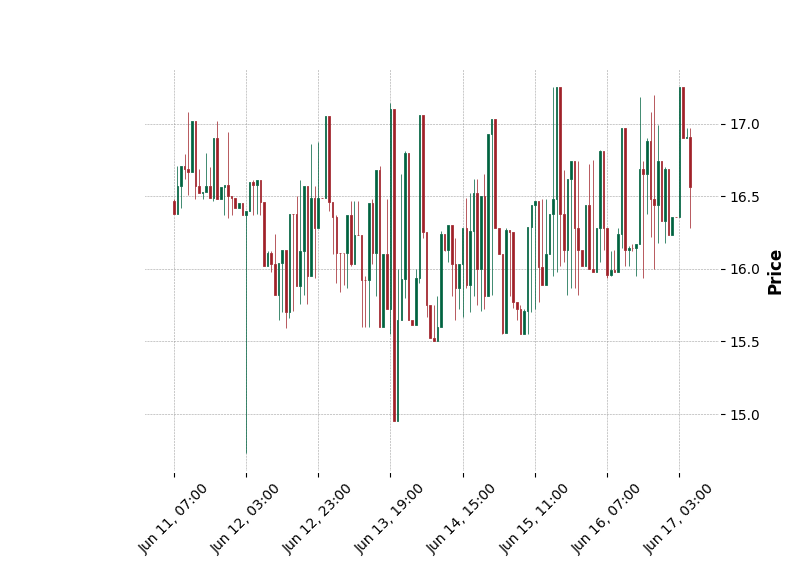 17.0
16.5
16.0
15.5
15.0
Price
Jun 11, 07:00
Jun 12, 03:00
Jun 12, 23:00
Jun 13, 19:00
Jun 14, 15:00
Jun 15, 11:00
Jun 16, 07:00
Jun 17, 03:00